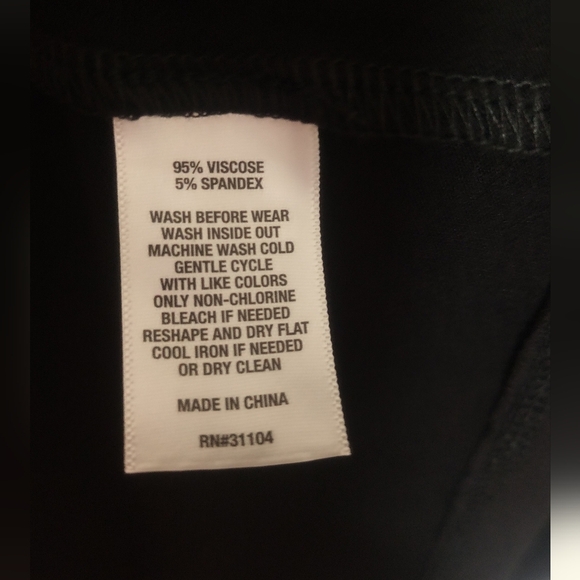 95% VISCOSE
5% SPANDEX
WASH BEFORE WEAR
WASH INSIDE OUT
MACHINE WASH COLD
GENTLE CYCLE
WITH LIKE COLORS
ONLY NON-CHLORINE
BLEACH IF NEEDED
RESHAPE AND DRY FLAT
COOL IRON IF NEEDED
OR DRY CLEAN
MADE IN CHINA
RN#31104